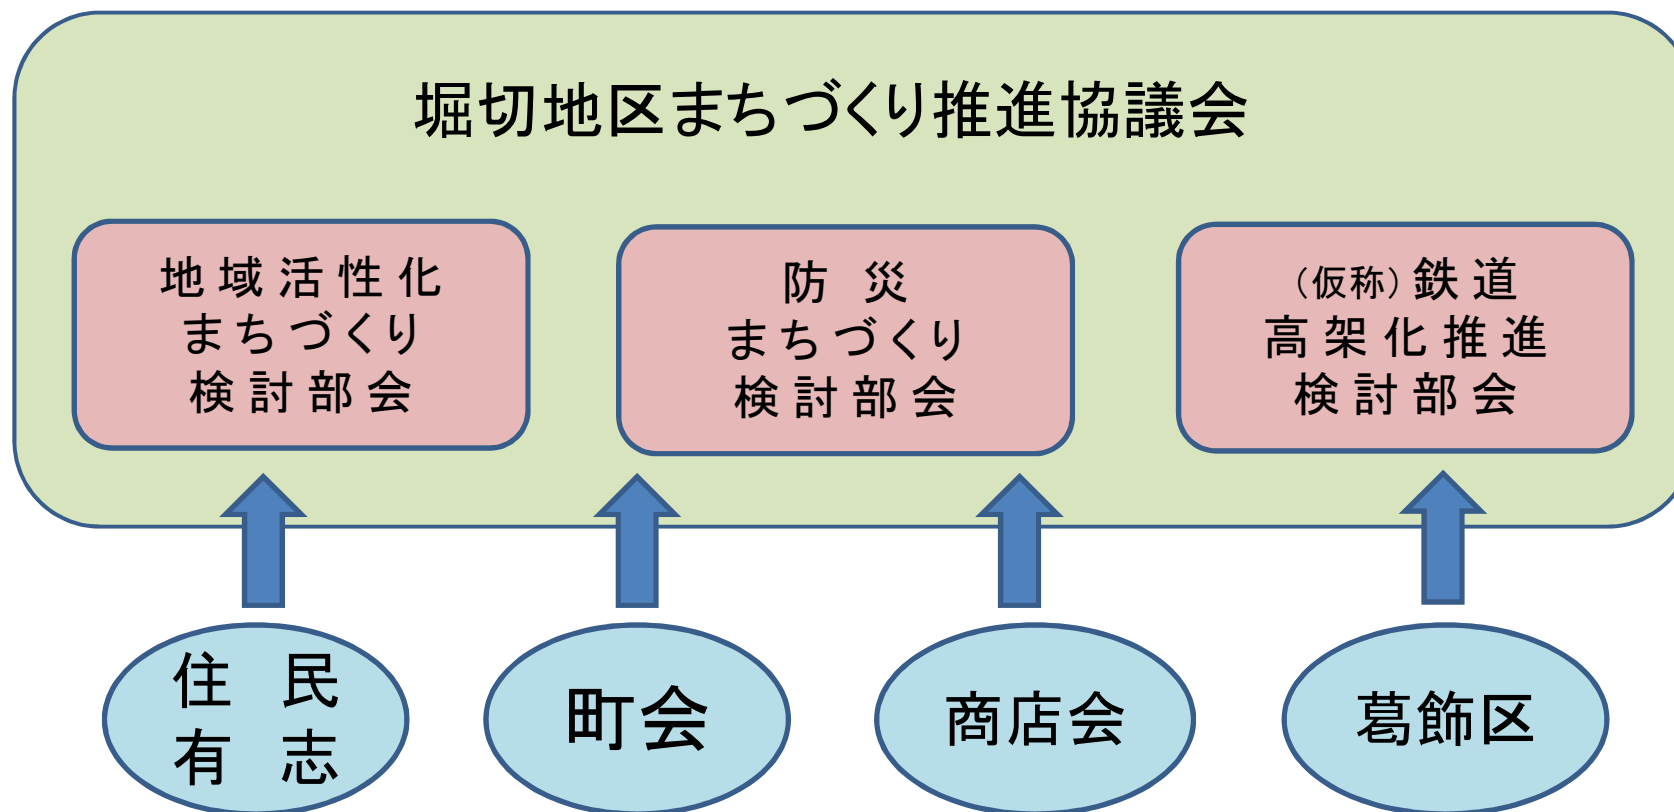 堀切地区まちづくり推進協議会
地域活性化
まちづくり
検討部会
防 災
まちづくり
検討部会
（仮称）鉄道
高架化推進
検討部会
住 民
有 志
町会
商店会
葛飾区